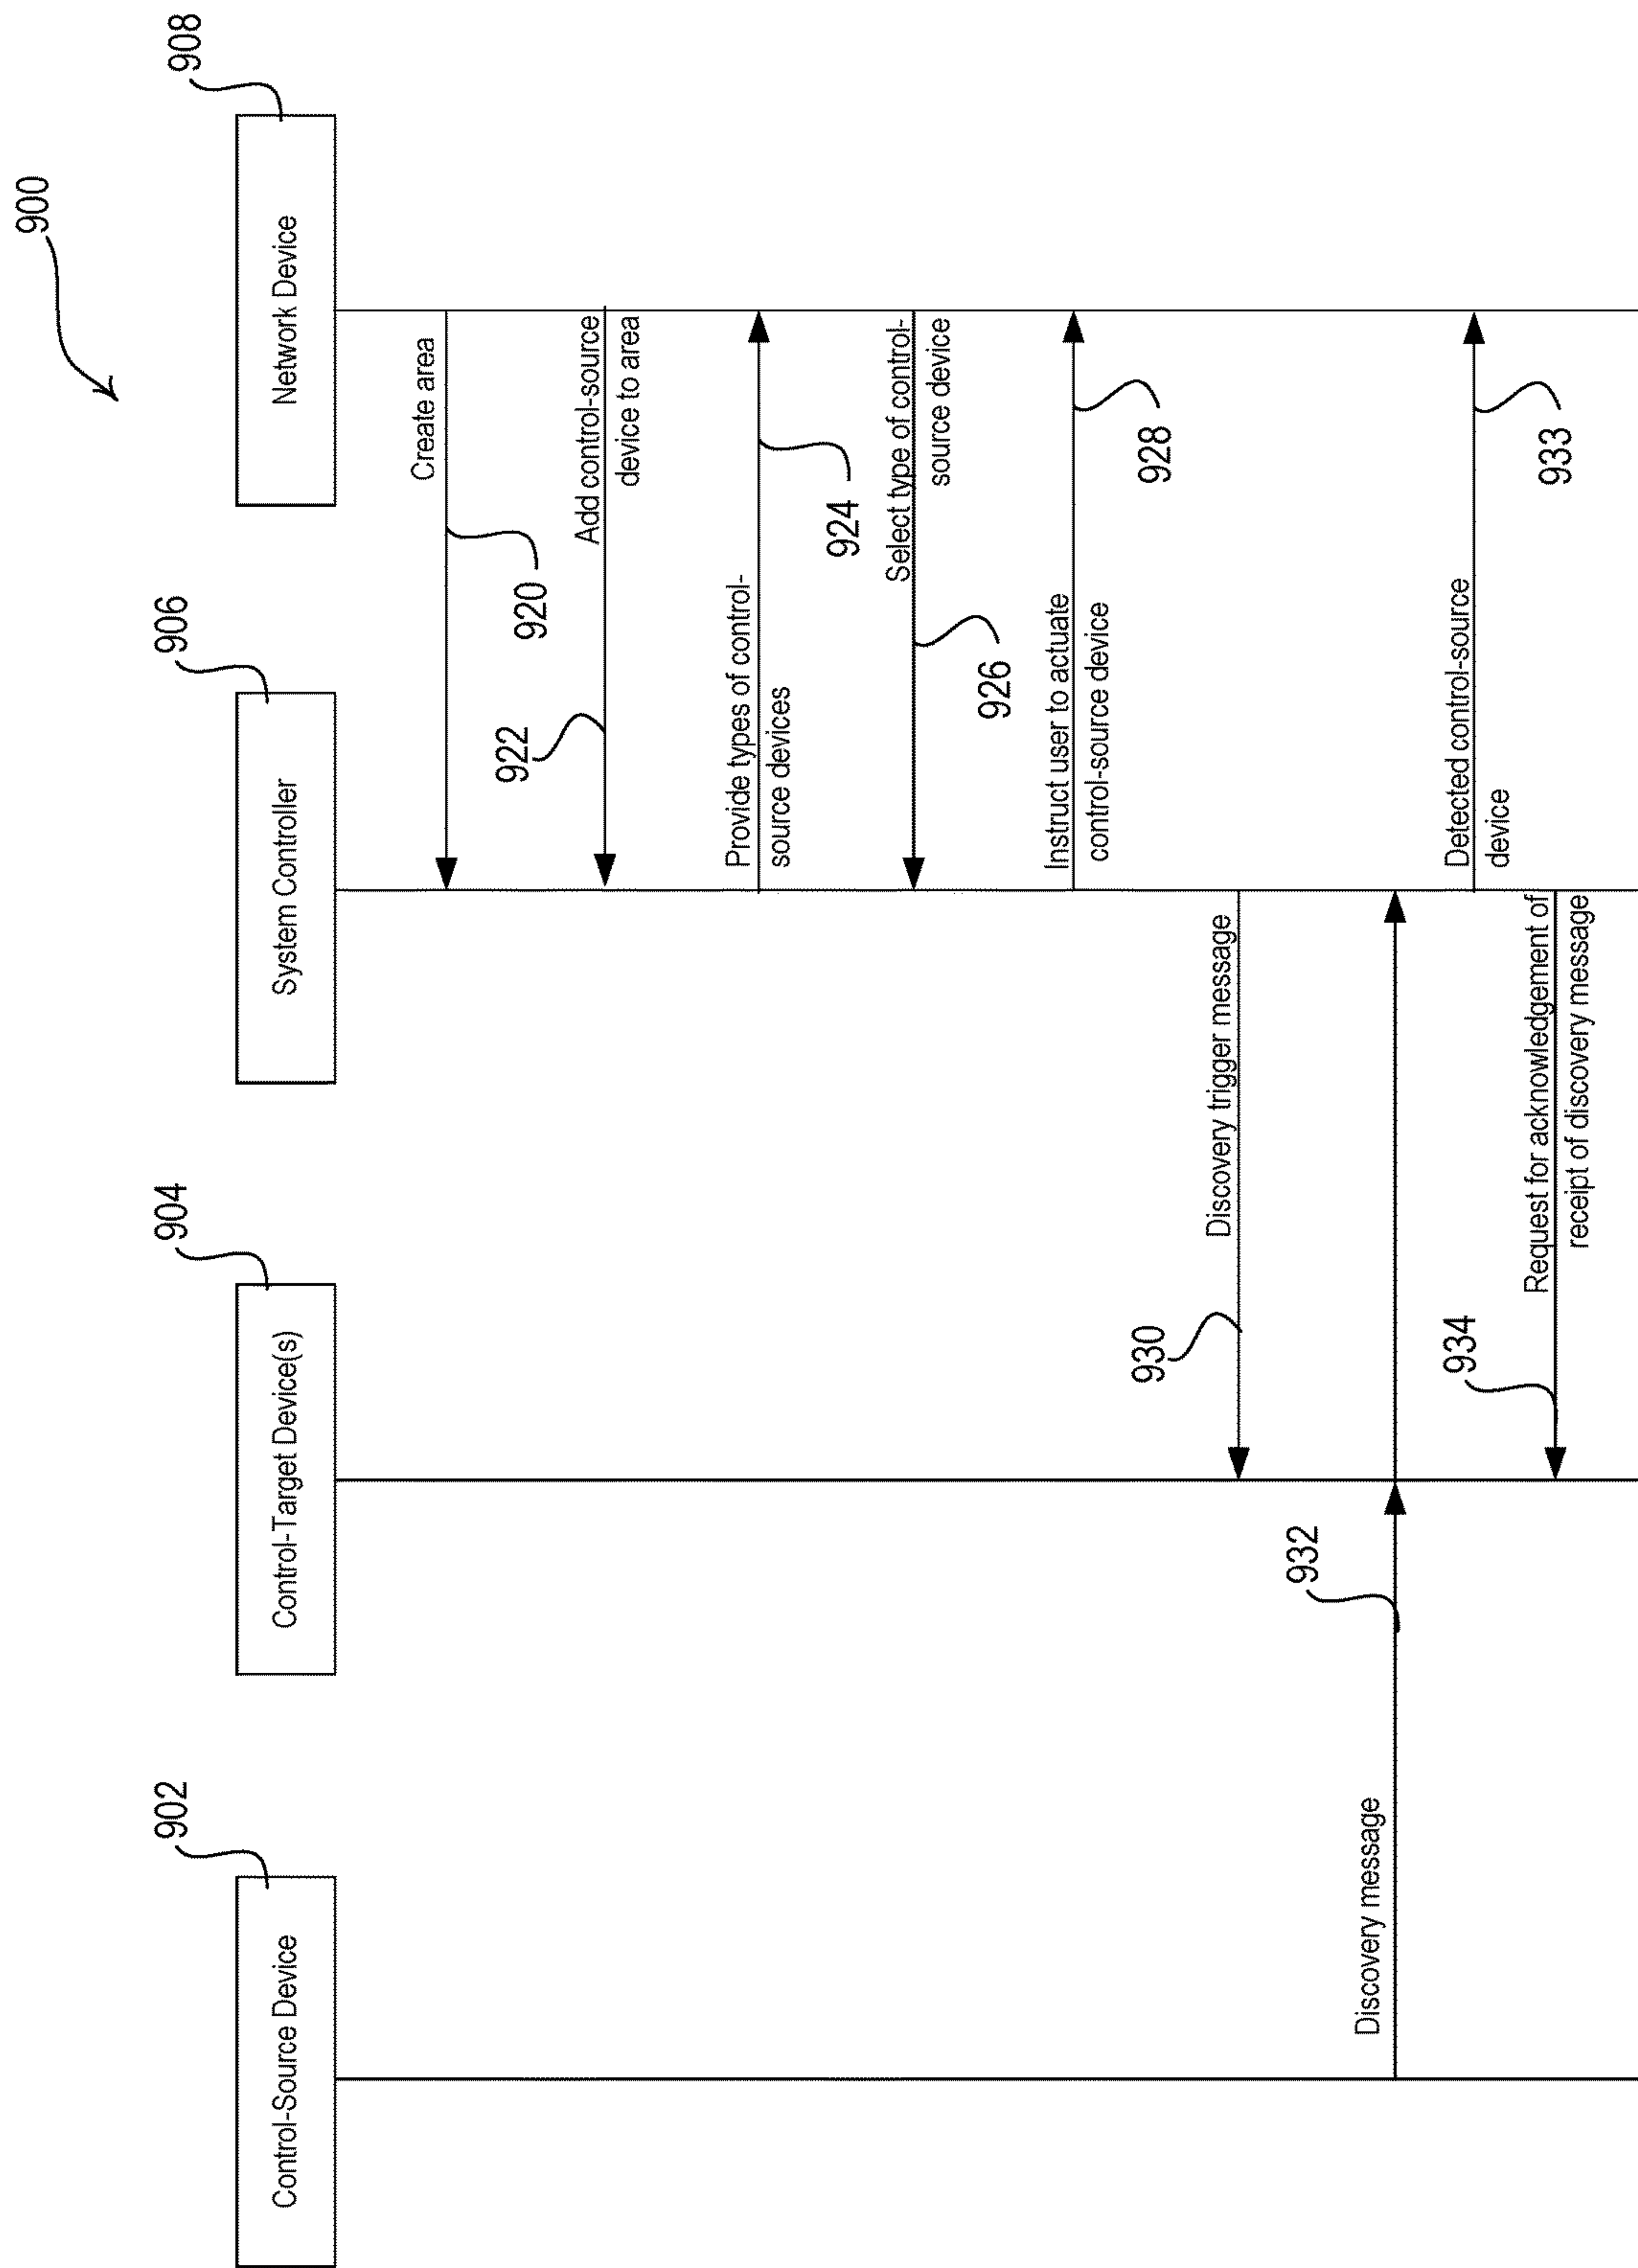 900
902
904
906
908
Control-Source Device
Control-Target Device(s)
System Controller
Network Device
Create area
920
Add control-source
device to area
922
Provide types of control-
source devices
924
Select type of control-
source device
926
Instruct user to actuate
control-source device
928
Discovery trigger message
930
Discovery message
932
Detected control-source
device
933
Request for acknowledgement of
receipt of discovery message
934